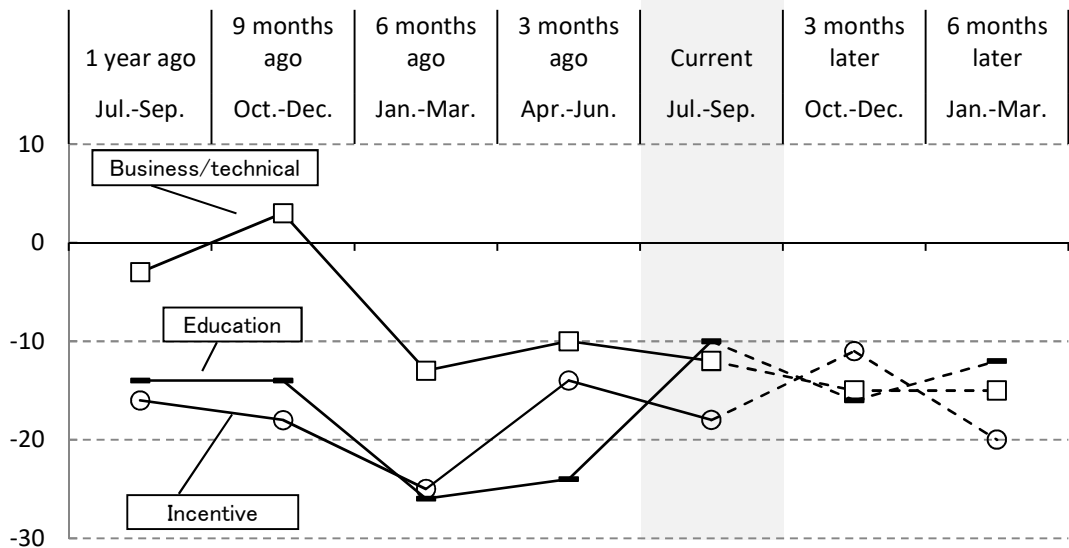 1 year ago
Jul.-Sep.
9 months
ago
Oct.-Dec.
6 months
ago
Jan.-Mar.
3 months
ago
Apr.-Jun.
Current
Jul.-Sep.
3 months
later
Oct.-Dec.
6 months
later
Jan.-Mar.
10
0
-10
-20
-30
Business/technical
Education
Incentive